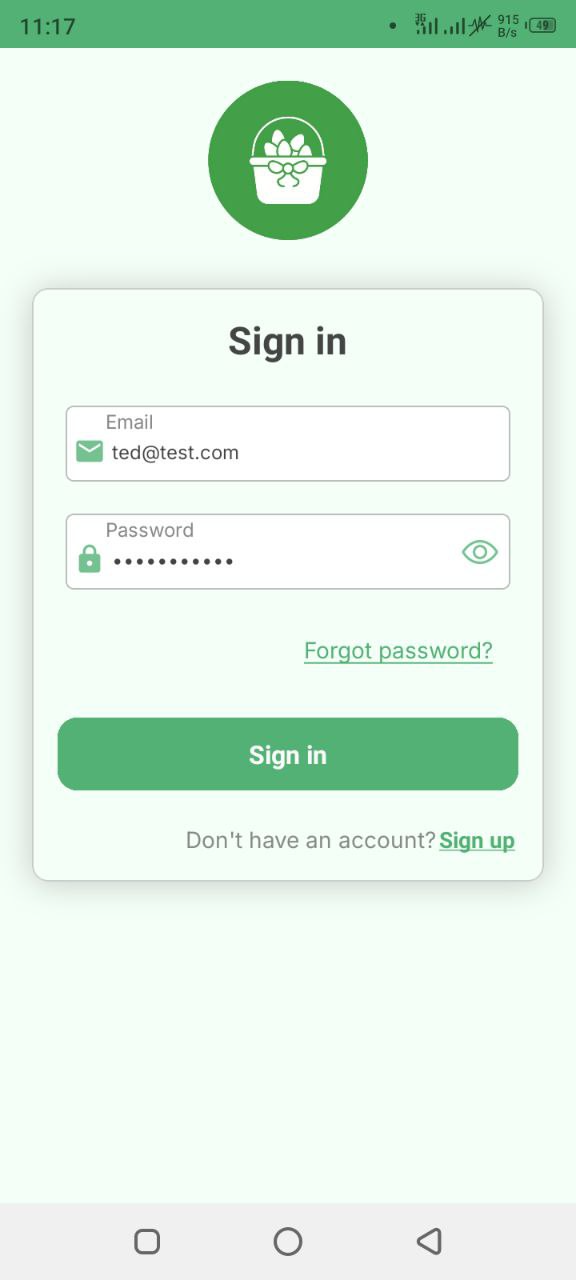 11:17
3G
915
B/s
49
Sign in
Email
ted@test.com
Password
•••••••••••
Forgot password?
Sign in
Don't have an account? Sign up